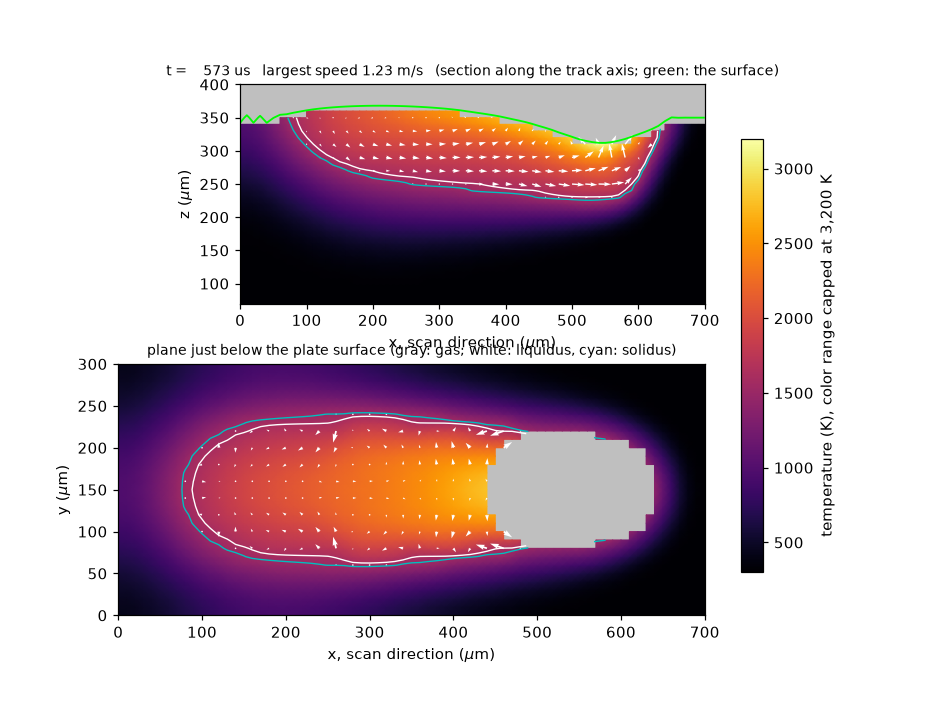 t =    573 us   largest speed 1.23 m/s   (section along the track axis; green: the surface)
400
350
300
250
200
150
100
z (μm)
0 100 200 300 400 500 600 700
x, scan direction (μm)
plane just below the plate surface (gray: gas; white: liquidus, cyan: solidus)
300
250
200
150
100
50
0
y (μm)
0 100 200 300 400 500 600 700
x, scan direction (μm)
3000
2500
2000
1500
1000
500
temperature (K), color range capped at 3,200 K